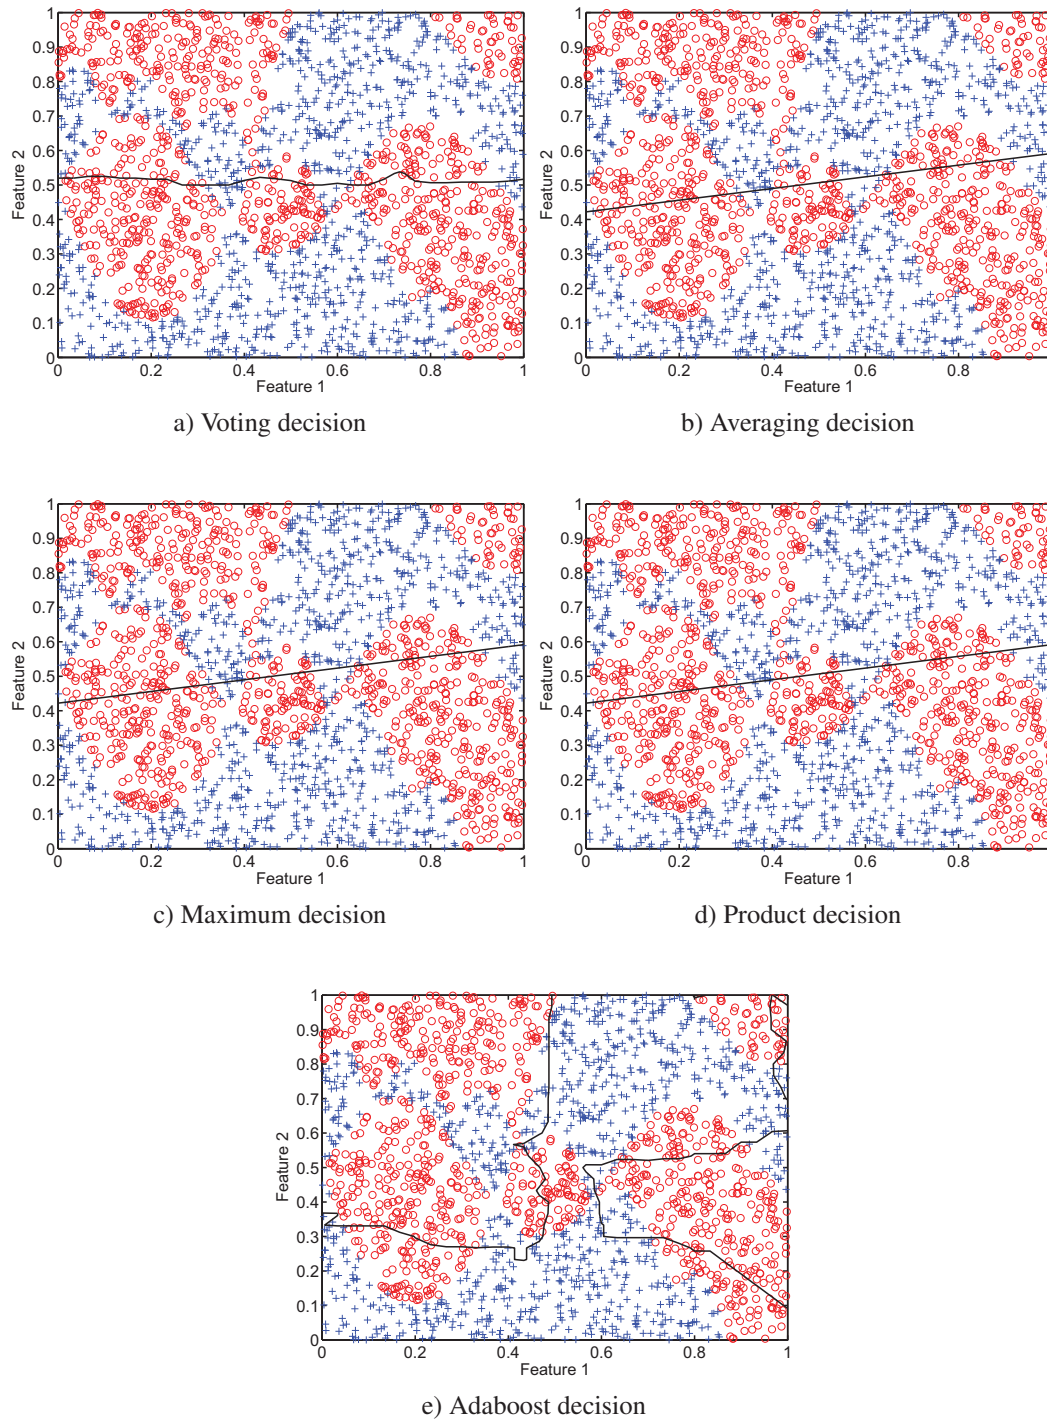 1
0.9
0.8
0.7
0.6
0.5
0.4
0.3
0.2
0.1
0
Feature 2
0 0.2 0.4 0.6 0.8 1
Feature 1
a) Voting decision
1
0.9
0.8
0.7
0.6
0.5
0.4
0.3
0.2
0.1
0
Feature 2
0 0.2 0.4 0.6 0.8
Feature 1
b) Averaging decision
1
0.9
0.8
0.7
0.6
0.5
0.4
0.3
0.2
0.1
0
Feature 2
0 0.2 0.4 0.6 0.8 1
Feature 1
c) Maximum decision
1
0.9
0.8
0.7
0.6
0.5
0.4
0.3
0.2
0.1
0
Feature 2
0 0.2 0.4 0.6 0.8
Feature 1
d) Product decision
1
0.9
0.8
0.7
0.6
0.5
0.4
0.3
0.2
0.1
0
Feature 2
0 0.2 0.4 0.6 0.8 1
Feature 1
e) Adaboost decision